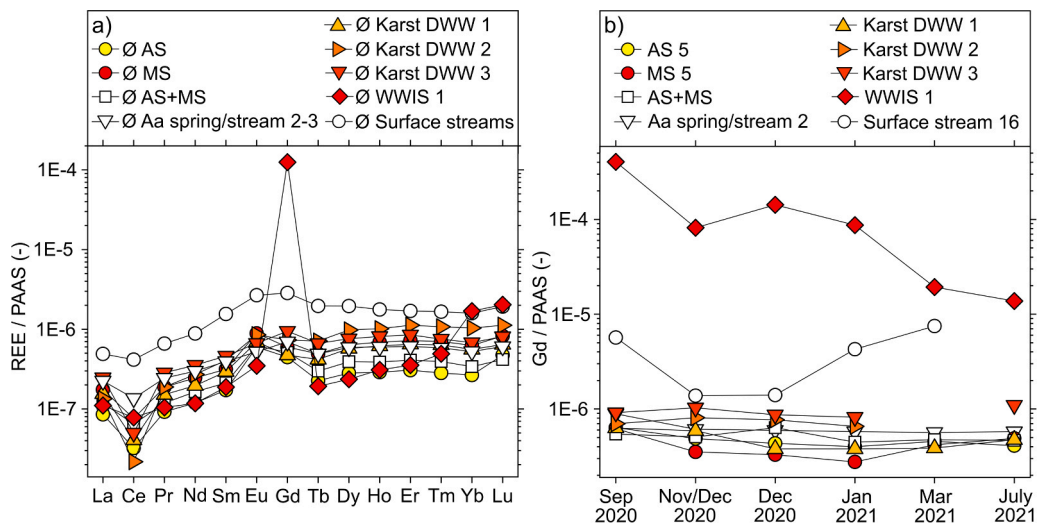 a)
Ø AS
Ø MS
Ø AS+MS
Ø Aa spring/stream 2-3
Ø Karst DWW 1
Ø Karst DWW 2
Ø Karst DWW 3
Ø WWIS 1
Ø Surface streams
REE / PAAS (-)
1E-4
1E-5
1E-6
1E-7
La Ce Pr Nd Sm Eu Gd Tb Dy Ho Er Tm Yb Lu
b)
AS 5
MS 5
AS+MS
Aa spring/stream 2
Karst DWW 1
Karst DWW 2
Karst DWW 3
WWIS 1
Surface stream 16
Gd / PAAS (-)
1E-4
1E-5
1E-6
Sep Nov/Dec Dec Jan Mar July
2020 2020 2020 2021 2021 2021